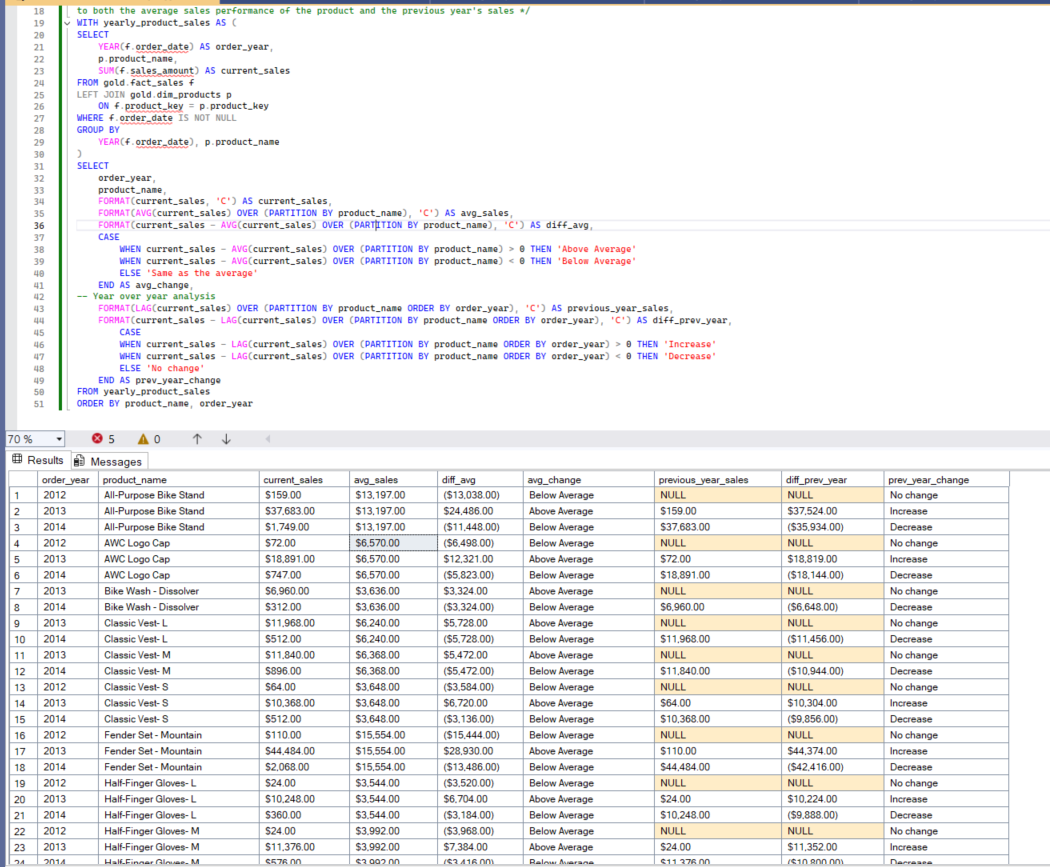 18 to both the average sales performance of the product and the previous year's sales */
19 WITH yearly_product_sales AS (
20 SELECT
21 YEAR(f.order_date) AS order_year,
22 p.product_name,
23 SUM(f.sales_amount) AS current_sales
24 FROM gold.fact_sales f
25 LEFT JOIN gold.dim_products p
26 ON f.product_key = p.product_key
27 WHERE f.order_date IS NOT NULL
28 GROUP BY
29 YEAR(f.order_date), p.product_name
30 )
31 SELECT
32 order_year,
33 product_name,
34 FORMAT(current_sales, 'C') AS current_sales,
35 FORMAT(AVG(current_sales) OVER (PARTITION BY product_name), 'C') AS avg_sales,
36 FORMAT(current_sales - AVG(current_sales) OVER (PARTITION BY product_name), 'C') AS diff_avg,
37 CASE
38 WHEN current_sales - AVG(current_sales) OVER (PARTITION BY product_name) > 0 THEN 'Above Average'
39 WHEN current_sales - AVG(current_sales) OVER (PARTITION BY product_name) < 0 THEN 'Below Average'
40 ELSE 'Same as the average'
41 END AS avg_change,
42 -- Year over year analysis
43 FORMAT(LAG(current_sales) OVER (PARTITION BY product_name ORDER BY order_year), 'C') AS previous_year_sales,
44 FORMAT(current_sales - LAG(current_sales) OVER (PARTITION BY product_name ORDER BY order_year), 'C') AS diff_prev_year,
45 CASE
46 WHEN current_sales - LAG(current_sales) OVER (PARTITION BY product_name ORDER BY order_year) > 0 THEN 'Increase'
47 WHEN current_sales - LAG(current_sales) OVER (PARTITION BY product_name ORDER BY order_year) < 0 THEN 'Decrease'
48 ELSE 'No change'
49 END AS prev_year_change
50 FROM yearly_product_sales
51 ORDER BY product_name, order_year
70 % 5 0
Results Messages
order_year product_name current_sales avg_sales diff_avg avg_change previous_year_sales diff_prev_year prev_year_change
1 2012 All-Purpose Bike Stand $159.00 $13,197.00 ($13,038.00) Below Average NULL NULL No change
2 2013 All-Purpose Bike Stand $37,683.00 $13,197.00 $24,486.00 Above Average $159.00 $37,524.00 Increase
3 2014 All-Purpose Bike Stand $1,749.00 $13,197.00 ($11,448.00) Below Average $37,683.00 ($35,934.00) Decrease
4 2012 AWC Logo Cap $72.00 $6,570.00 ($6,498.00) Below Average NULL NULL No change
5 2013 AWC Logo Cap $18,891.00 $6,570.00 $12,321.00 Above Average $72.00 $18,819.00 Increase
6 2014 AWC Logo Cap $747.00 $6,570.00 ($5,823.00) Below Average $18,891.00 ($18,144.00) Decrease
7 2013 Bike Wash - Dissolver $6,960.00 $3,636.00 $3,324.00 Above Average NULL NULL No change
8 2014 Bike Wash - Dissolver $312.00 $3,636.00 ($3,324.00) Below Average $6,960.00 ($6,648.00) Decrease
9 2013 Classic Vest- L $11,968.00 $6,240.00 $5,728.00 Above Average NULL NULL No change
10 2014 Classic Vest- L $512.00 $6,240.00 ($5,728.00) Below Average $11,968.00 ($11,456.00) Decrease
11 2013 Classic Vest- M $11,840.00 $6,368.00 $5,472.00 Above Average NULL NULL No change
12 2014 Classic Vest- M $896.00 $6,368.00 ($5,472.00) Below Average $11,840.00 ($10,944.00) Decrease
13 2012 Classic Vest- S $64.00 $3,648.00 ($3,584.00) Below Average NULL NULL No change
14 2013 Classic Vest- S $10,368.00 $3,648.00 $6,720.00 Above Average $64.00 $10,304.00 Increase
15 2014 Classic Vest- S $512.00 $3,648.00 ($3,136.00) Below Average $10,368.00 ($9,856.00) Decrease
16 2012 Fender Set - Mountain $110.00 $15,554.00 ($15,444.00) Below Average NULL NULL No change
17 2013 Fender Set - Mountain $44,484.00 $15,554.00 $28,930.00 Above Average $110.00 $44,374.00 Increase
18 2014 Fender Set - Mountain $2,068.00 $15,554.00 ($13,486.00) Below Average $44,484.00 ($42,416.00) Decrease
19 2012 Half-Finger Gloves- L $24.00 $3,544.00 ($3,520.00) Below Average NULL NULL No change
20 2013 Half-Finger Gloves- L $10,248.00 $3,544.00 $6,704.00 Above Average $24.00 $10,224.00 Increase
21 2014 Half-Finger Gloves- L $360.00 $3,544.00 ($3,184.00) Below Average $10,248.00 ($9,888.00) Decrease
22 2012 Half-Finger Gloves- M $24.00 $3,992.00 ($3,968.00) Below Average NULL NULL No change
23 2013 Half-Finger Gloves- M $11,376.00 $3,992.00 $7,384.00 Above Average $24.00 $11,352.00 Increase
24 2014 Half-Finger Gloves- M $576.00 $3,992.00 ($3,416.00) Below Average $11,376.00 ($10,800.00) Decrease